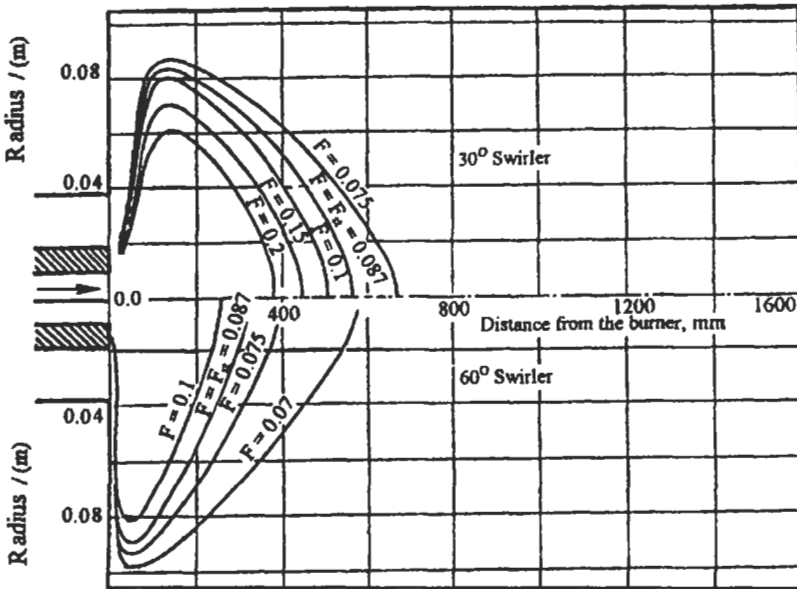 Radius / (m)
0.08
0.04
0.0
30° Swirler
F = 0.075
F = Fst = 0.087
F = 0.1
F = 0.15
F = 0.2
400
800
1200
1600
Distance from the burner, mm
60° Swirler
F = 0.1
F = Fst = 0.087
F = 0.075
F = 0.07
0.04
0.08
Radius / (m)